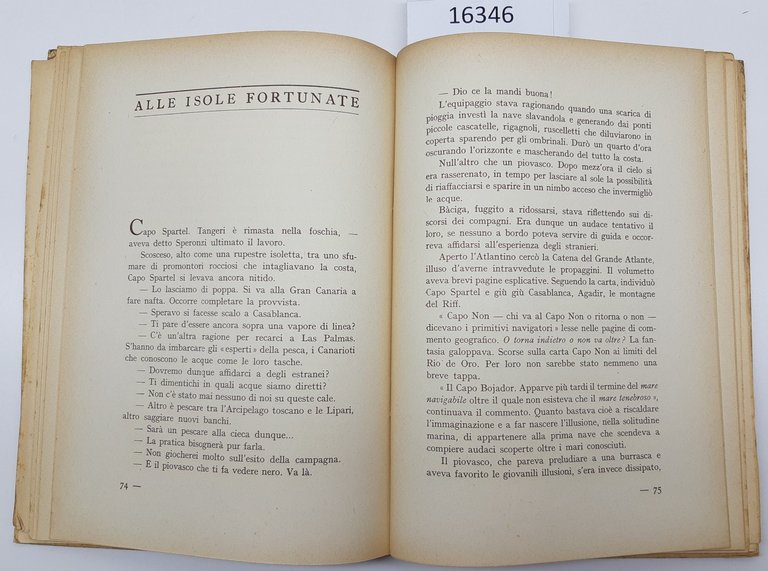 16346
ALLE ISOLE FORTUNATE
Capo Spartel. Tangeri è rimasta nella foschia, —
aveva detto Speronzi ultimato il lavoro.
Scosceso, alto come una rupestre isoletta, tra uno sfu-
mare di promontori rocciosi che intagliavano la costa,
Capo Spartel si levava ancora nitido.
— Lo lasciamo di poppa. Si va alla Gran Canaria a
fare nafta. Occorre completare la provvista.
— Speravo si facesse scalo a Casablanca.
— Ti pare d'essere ancora sopra una vapore di linea?
— C'è un'altra ragione per recarci a Las Palmas.
S'hanno da imbarcare gli «esperti» della pesca, i Canarioti
che conoscono le acque come le loro tasche.
— Dovremo dunque affidarci a degli estranei?
— Ti dimentichi in quali acque siamo diretti?
— Non c'è stato mai nessuno di noi su queste cale.
— Altro è pescare tra l'Arcipelago toscano e le Lipari,
altro saggiare nuovi banchi.
— Sarà un pescare alla cieca dunque...
— La pratica bisognerà pur farla.
— Non giocherei molto sull'esito della campagna.
— È il piovasco che ti fa vedere nero. Va là.
74 —
— Dio ce la mandi buona!
L'equipaggio stava ragionando quando una scarica di
pioggia investì la nave slavandola e generando dai ponti
piccole cascatelle, rigagnoli, ruscelletti che diluviarono in
coperta sparendo per gli ombrinali. Durò un quarto d'ora
oscurando l'orizzonte e mascherando del tutto la costa.
Null'altro che un piovasco. Dopo mezz'ora il cielo si
era rasserenato, in tempo per lasciare al sole la possibilità
di riaffacciarsi e sparire in un nimbo acceso che invermigliò
le acque.
Bàciga, fuggito a ridossarsi, stava riflettendo sui di-
scorsi dei compagni. Era dunque un audace tentativo il
loro, se nessuno a bordo poteva servire di guida e occor-
reva affidarsi all'esperienza degli stranieri.
Aperto l'Atlantino cercò la Catena del Grande Atlante,
illuso d'averne intravvedute le propaggini. Il volumetto
aveva brevi pagine esplicative. Seguendo la carta, individuò
Capo Spartel e giù giù Casablanca, Agadir, le montagne
del Riff.
« Capo Non — chi va al Capo Non o ritorna o non —
dicevano i primitivi navigatori » lesse nelle pagine di com-
mento geografico. O torna indietro o non va oltre? La fan-
tasia galoppava. Scorse sulla carta Capo Non ai limiti del
Rio de Oro. Per loro non sarebbe stato nemmeno una
breve tappa.
« Il Capo Bojador. Apparve più tardi il termine del mare
navigabile oltre il quale non esisteva che il mare tenebroso »,
continuava il commento. Quanto bastava cioè a riscaldare
l'immaginazione e a far nascere l'illusione, nella solitudine
marina, di appartenere alla prima nave che scendeva a
compiere audaci scoperte oltre i mari conosciuti.
Il piovasco, che pareva preludiare a una burrasca e
aveva favorito le giovanili illusioni, s'era invece dissipato,
— 75